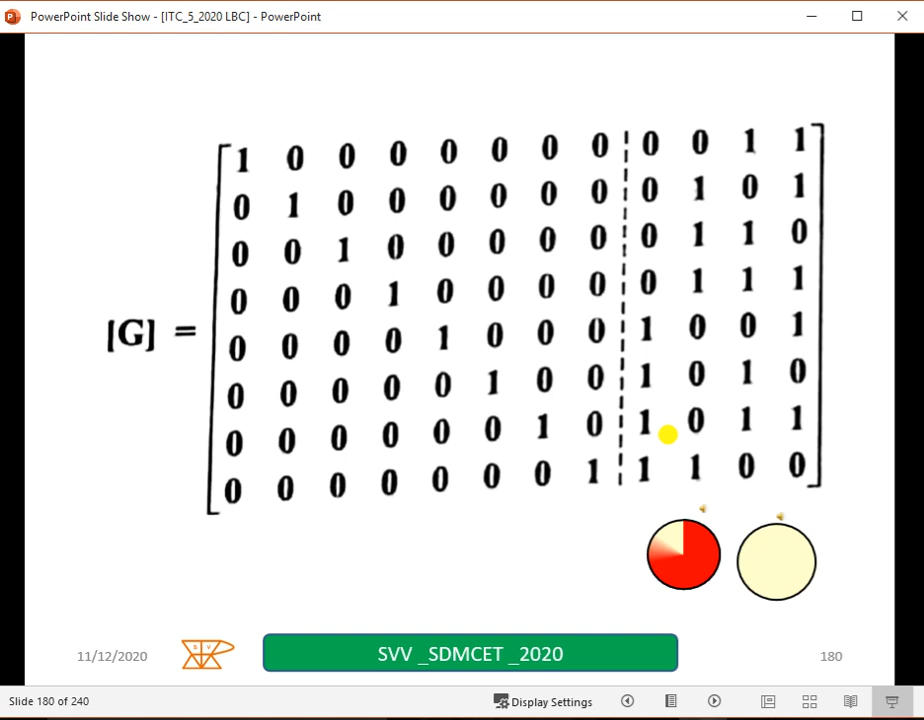 PowerPoint Slide Show - [ITC_5_2020 LBC] - PowerPoint
1 0 0 0 0 0 0 0 0 0 1 1
0 1 0 0 0 0 0 0 0 1 0 1
0 0 1 0 0 0 0 0 0 1 1 0
0 0 0 1 0 0 0 0 0 1 1 1
[G] = 0 0 0 0 1 0 0 0 1 0 0 1
0 0 0 0 0 1 0 0 1 0 1 0
0 0 0 0 0 0 1 0 1 0 1 1
0 0 0 0 0 0 0 1 1 1 0 0
11/12/2020 S V SVV _SDMCET _2020 180
Slide 180 of 240 Display Settings